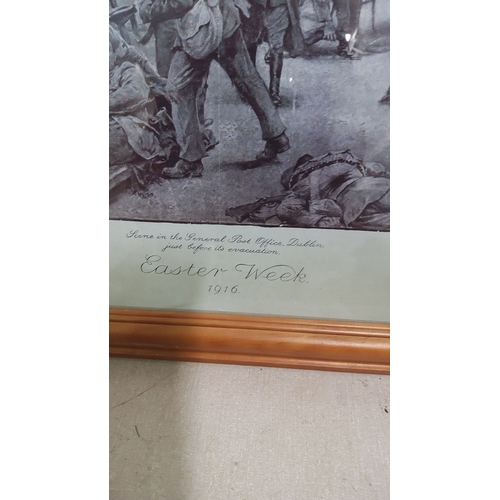 Scene in the General Post Office, Dublin,
just before its evacuation.
Easter Week.
1916.